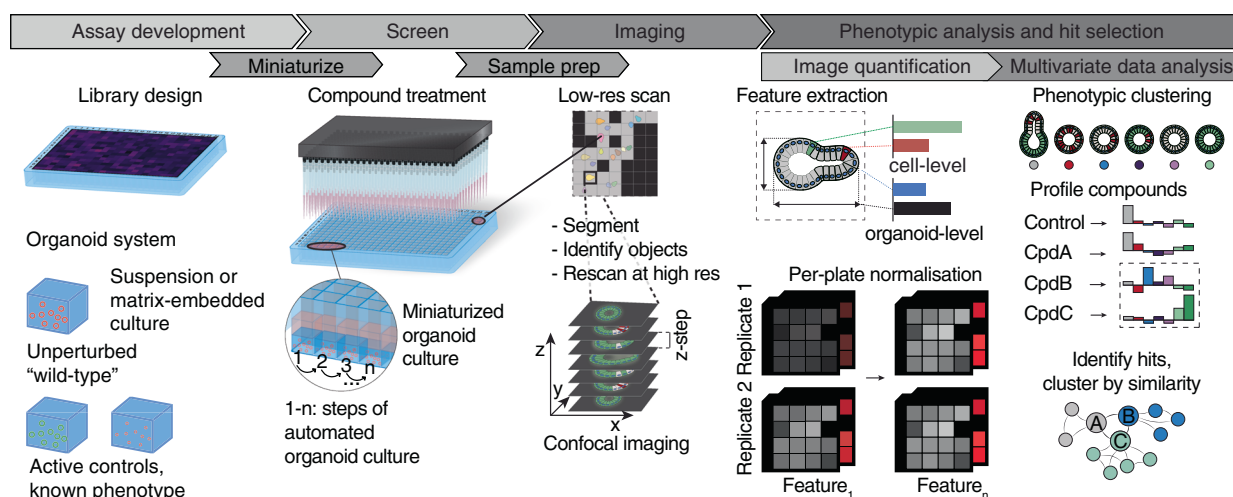 Assay development
Screen
Imaging
Phenotypic analysis and hit selection
Miniaturize
Sample prep
Image quantification
Multivariate data analysis
Library design
Organoid system
Suspension or
matrix-embedded
culture
Unperturbed
“wild-type”
Active controls,
known phenotype
Compound treatment
Miniaturized
organoid
culture
1 2 3 n
....
1-n: steps of
automated
organoid culture
Low-res scan
- Segment
- Identify objects
- Rescan at high res
z-step
z
y
x
Confocal imaging
Feature extraction
cell-level
organoid-level
Per-plate normalisation
Replicate 1
Replicate 2
Feature1
Featuren
Phenotypic clustering
Profile compounds
Control
CpdA
CpdB
CpdC
Identify hits,
cluster by similarity
A
B
C